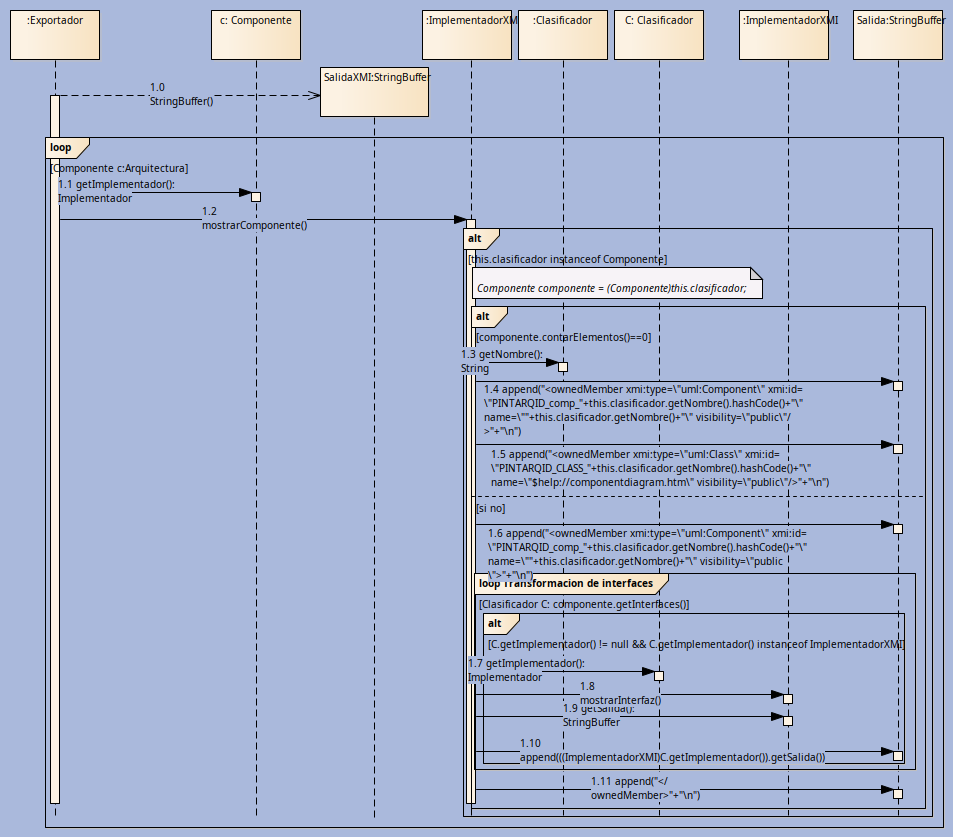 :Exportador
c: Componente
:ImplementadorXMI
:Clasificador
C: Clasificador
:ImplementadorXMI
Salida:StringBuffer
SalidaXMI:StringBuffer
1.0
StringBuffer()
loop
[Componente c:Arquitectura]
1.1 getImplementador():
Implementador
1.2
mostrarComponente()
alt
[this.clasificador instanceof Componente]
Componente componente = (Componente)this.clasificador;
alt
[componente.contarElementos()==0]
1.3 getNombre():
String
1.4 append("<ownedMember xmi:type=\"uml:Component\" xmi:id=
\"PINTARQID_comp_"+this.clasificador.getNombre().hashCode()+"\"
name=\""+this.clasificador.getNombre()+"\" visibility=\"public\"/
>"+"\n")
1.5 append("<ownedMember xmi:type=\"uml:Class\" xmi:id=
\"PINTARQID_CLASS_"+this.clasificador.getNombre().hashCode()+"\"
name=\"$help://componentdiagram.htm\" visibility=\"public\"/>"+"\n")
[si no]
1.6 append("<ownedMember xmi:type=\"uml:Component\" xmi:id=
\"PINTARQID_comp_"+this.clasificador.getNombre().hashCode()+"\"
name=\""+this.clasificador.getNombre()+"\" visibility=\"public
\">"+"\n")
loop Transformacion de interfaces
[Clasificador C: componente.getInterfaces()]
alt
[C.getImplementador() != null && C.getImplementador() instanceof ImplementadorXMI]
1.7 getImplementador():
Implementador
1.8
mostrarInterfaz()
1.9 getSalida():
StringBuffer
1.10
append(((ImplementadorXMI)C.getImplementador()).getSalida())
1.11 append("</
ownedMember>"+"\n")